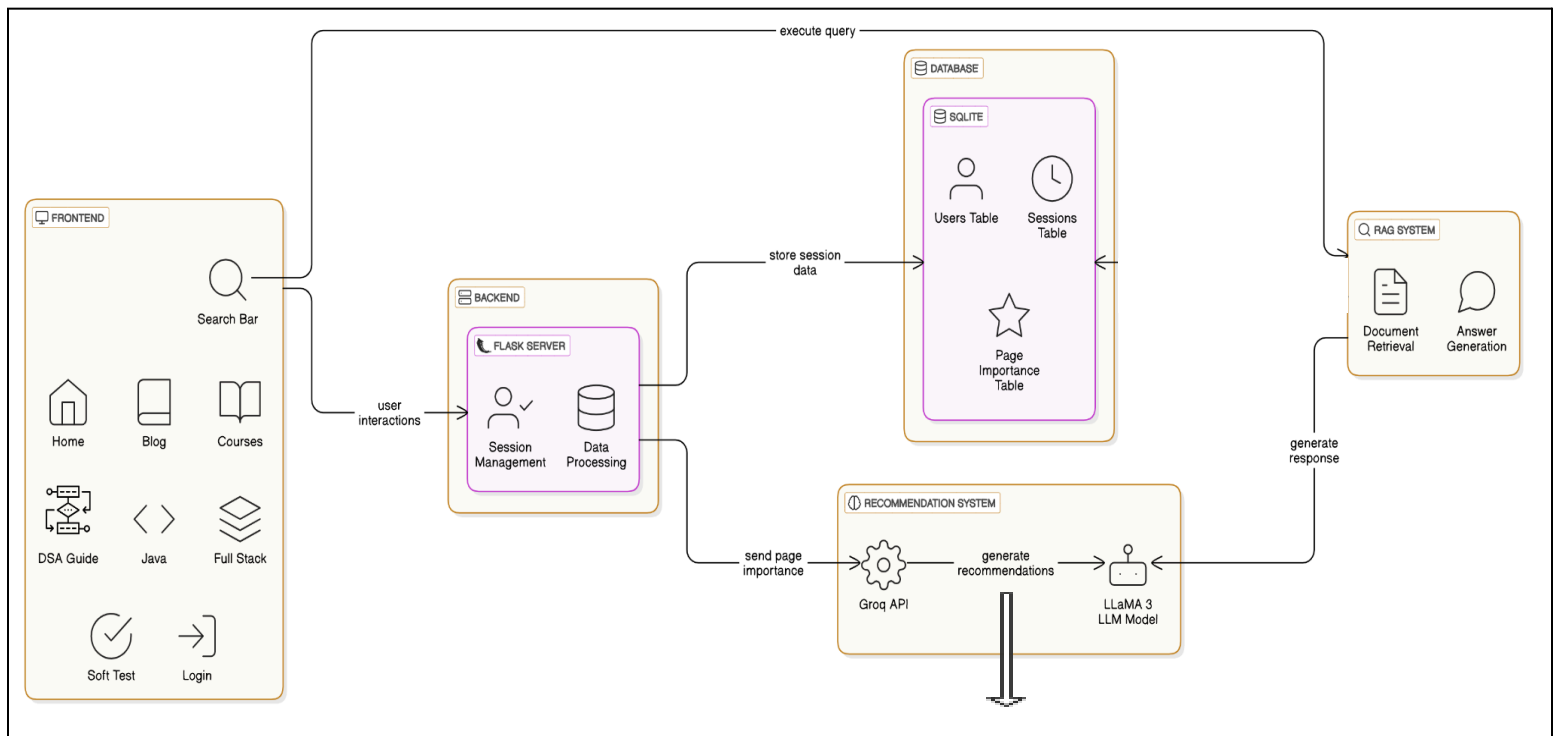 execute query
DATABASE
SQLITE
Users Table
Sessions
Table
Page
Importance
Table
FRONTEND
Search Bar
Home
Blog
Courses
DSA Guide
Java
Full Stack
Soft Test
Login
user
interactions
BACKEND
FLASK SERVER
Session
Management
Data
Processing
store session
data
send page
importance
RECOMMENDATION SYSTEM
Groq API
generate
recommendations
LLaMA 3
LLM Model
RAG SYSTEM
Document
Retrieval
Answer
Generation
generate
response